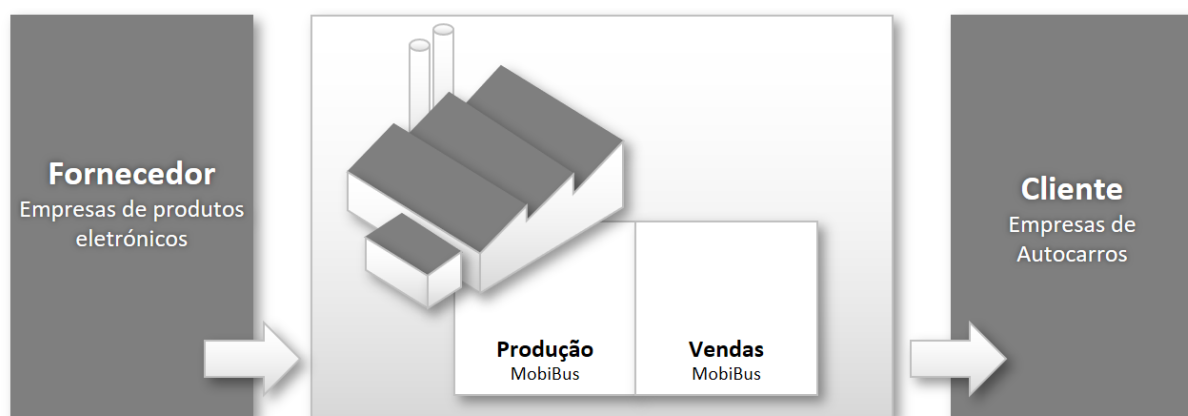 Fornecedor
Empresas de produtos
eletrónicos
Produção
MobiBus
Vendas
MobiBus
Cliente
Empresas de
Autocarros